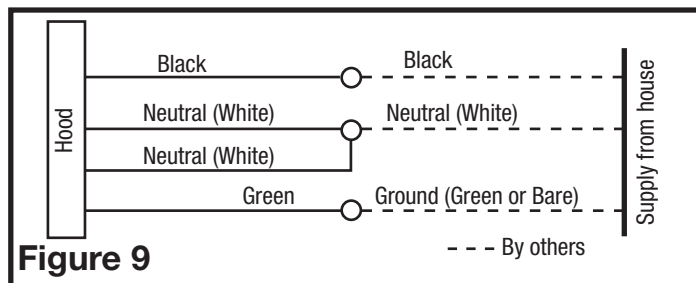 Black
Black
Neutral (White)
Neutral (White)
Hood
Neutral (White)
Supply from house
Green
Ground (Green or Bare)
- - - By others
Figure 9